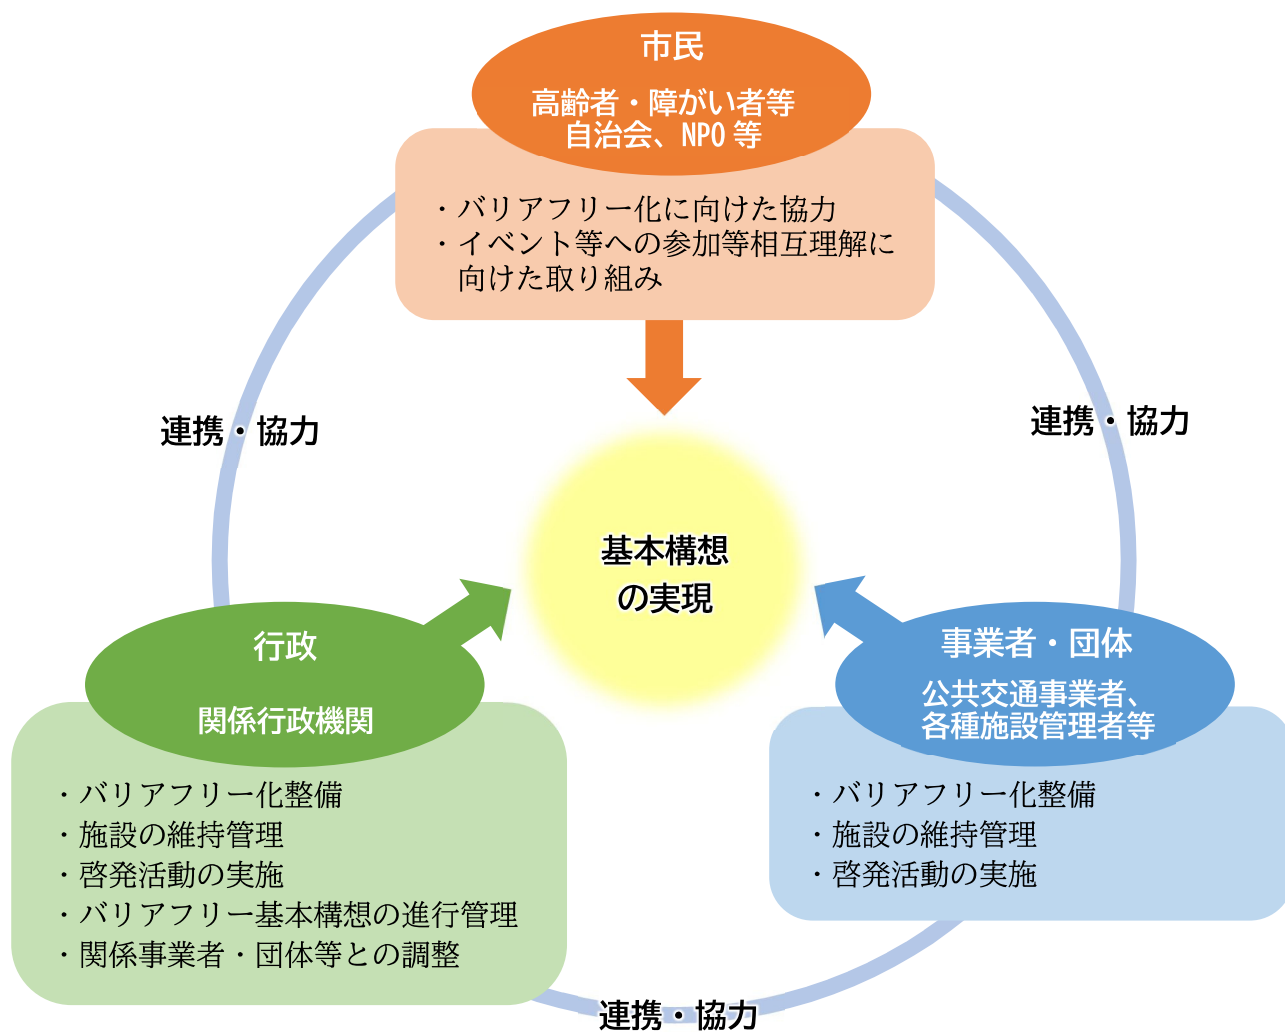 市民
高齢者・障がい者等
自治会、NPO 等
・バリアフリー化に向けた協力
・イベント等への参加等相互理解に
向けた取り組み
連携・協力
連携・協力
基本構想
の実現
行政
関係行政機関
・バリアフリー化整備
・施設の維持管理
・啓発活動の実施
・バリアフリー基本構想の進行管理
・関係事業者・団体等との調整
事業者・団体
公共交通事業者、
各種施設管理者等
・バリアフリー化整備
・施設の維持管理
・啓発活動の実施
連携・協力